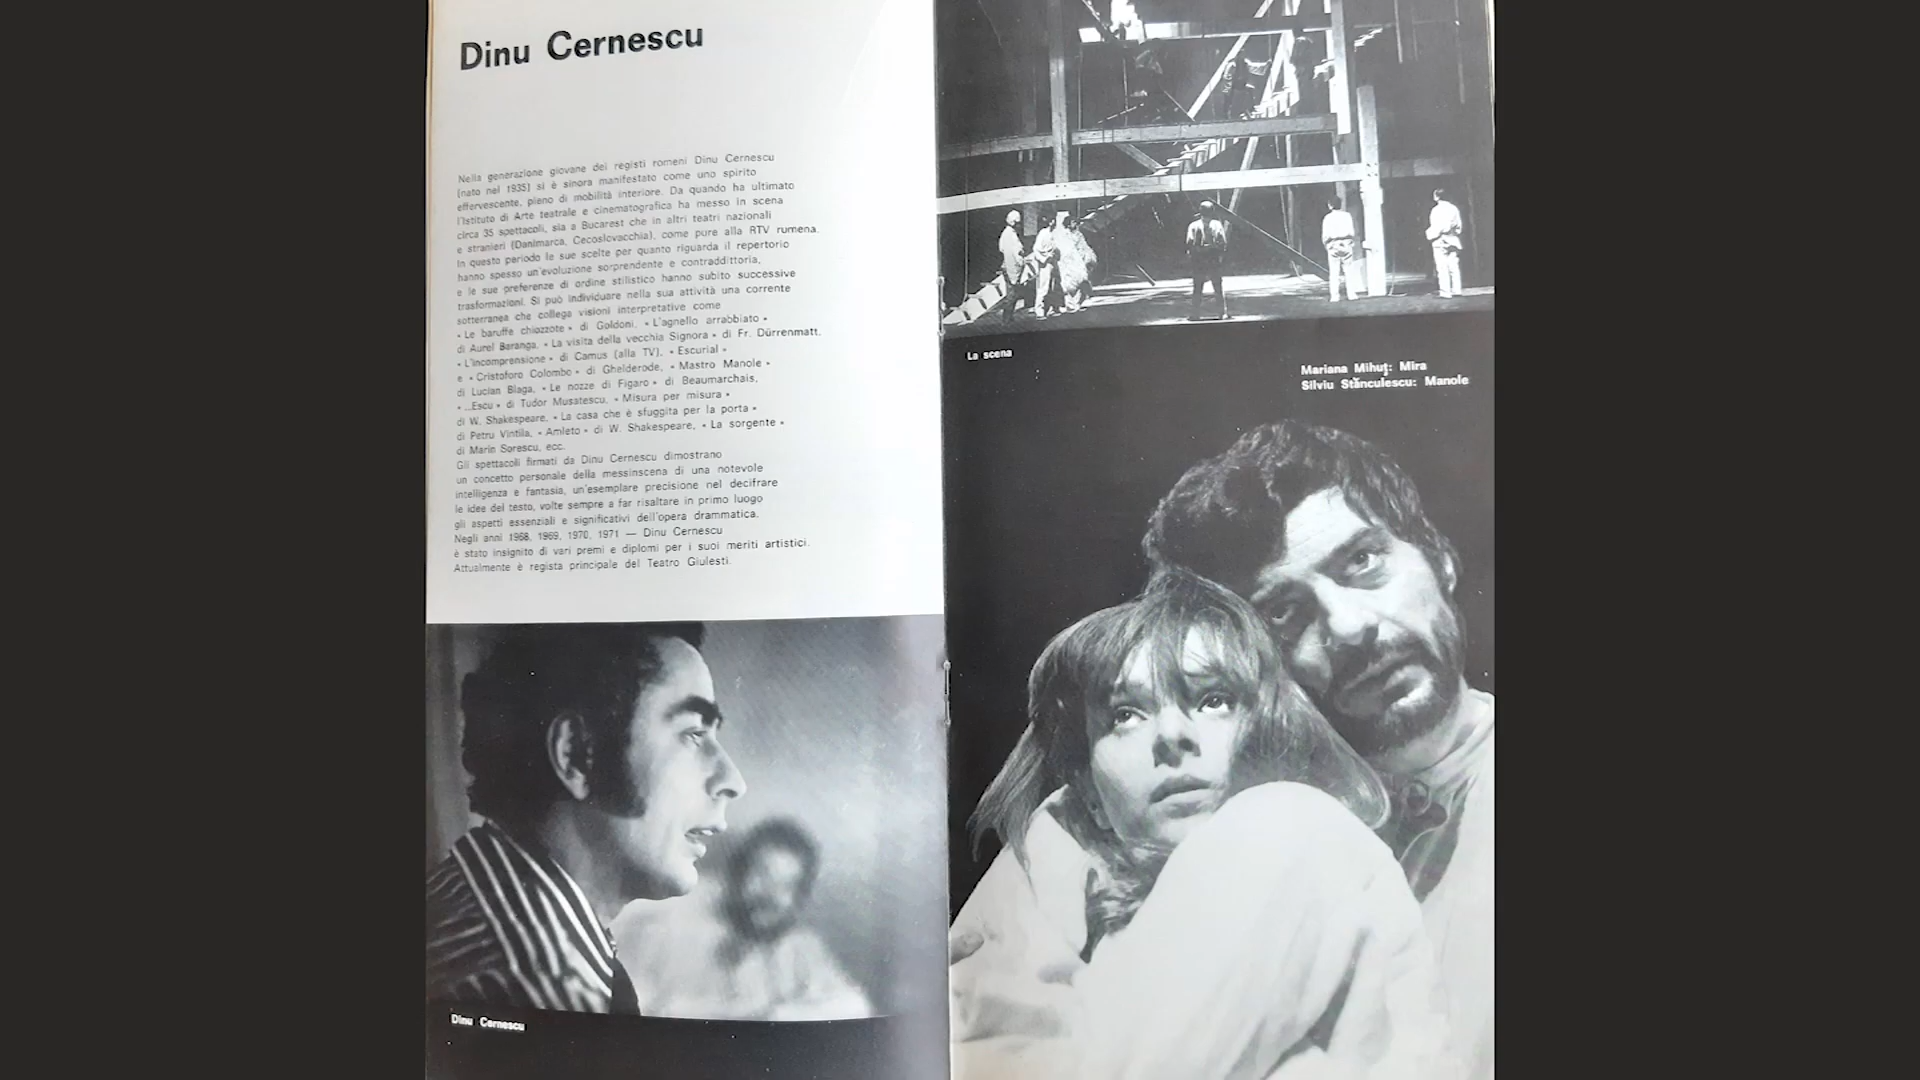 Dinu Cernescu
Nella generazione giovane dei registi romeni Dinu Cernescu
(nato nel 1935) si è sinora manifestato come uno spirito
effervescente, pieno di mobilità interiore. Da quando ha ultimato
l'Istituto di Arte teatrale e cinematografica ha messo in scena
circa 35 spettacoli, sia a Bucarest che in altri teatri nazionali
e stranieri (Danimarca, Cecoslovacchia), come pure alla RTV rumena.
In questo periodo le sue scelte per quanto riguarda il repertorio
hanno spesso un'evoluzione sorprendente e contraddittoria,
e le sue preferenze di ordine stilistico hanno subito successive
trasformazioni. Si può individuare nella sua attività una corrente
sotterranea che collega visioni interpretative come
« Le baruffe chiozzote » di Goldoni, « L'agnello arrabbiato »
di Aurel Baranga, « La visita della vecchia Signora » di Fr. Dürrenmatt,
« L'incomprensione » di Camus (alla TV), « Escurial »
e « Cristoforo Colombo » di Ghelderode, « Mastro Manole »
di Lucian Blaga, « Le nozze di Figaro » di Beaumarchais,
« ...Escu » di Tudor Musatescu, « Misura per misura »
di W. Shakespeare, « La casa che è sfuggita per la porta »
di Petru Vintila, « Amleto » di W. Shakespeare, « La sorgente »
di Marin Sorescu, ecc.
Gli spettacoli firmati da Dinu Cernescu dimostrano
un concetto personale della messinscena di una notevole
intelligenza e fantasia, un'esemplare precisione nel decifrare
le idee del testo, volte sempre a far risaltare in primo luogo
gli aspetti essenziali e significativi dell'opera drammatica.
Negli anni 1968, 1969, 1970, 1971 — Dinu Cernescu
è stato insignito di vari premi e diplomi per i suoi meriti artistici.
Attualmente è regista principale del Teatro Giulesti.
Dinu Cernescu
La scena
Mariana Mihuţ: Mira
Silviu Stănculescu: Manole